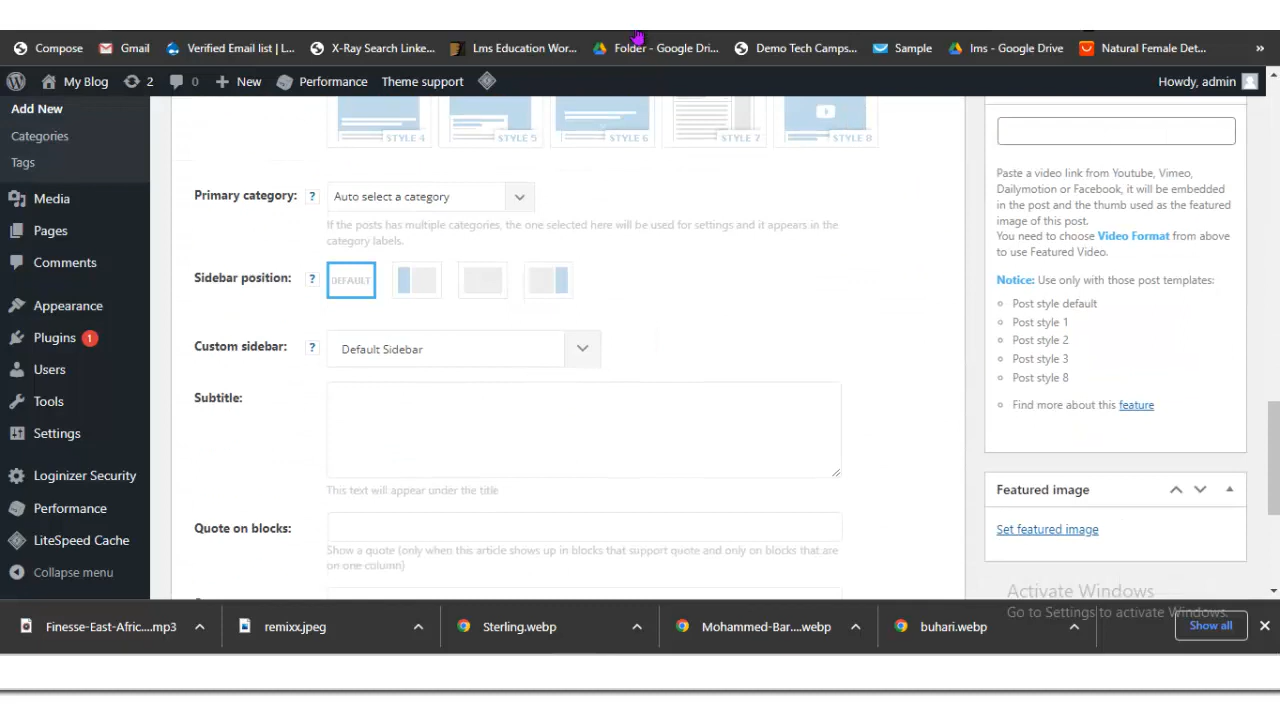 Compose Gmail Verified Email list | L... X-Ray Search Linke... Lms Education Wor... Folder - Google Dri... Demo Tech Camps... Sample lms - Google Drive Natural Female Det... »
My Blog 2 0 New Performance Theme support Howdy, admin
Add New
Categories
Tags
Media
Pages
Comments
Appearance
Plugins 1
Users
Tools
Settings
Loginizer Security
Performance
LiteSpeed Cache
Collapse menu
STYLE 4 STYLE 5 STYLE 6 STYLE 7 STYLE 8
Primary category: ? Auto select a category
If the posts has multiple categories, the one selected here will be used for settings and it appears in the
category labels.
Sidebar position: ? DEFAULT
Custom sidebar: ? Default Sidebar
Subtitle:
This text will appear under the title
Quote on blocks:
Show a quote (only when this article shows up in blocks that support quote and only on blocks that are
on one column)
Paste a video link from Youtube, Vimeo,
Dailymotion or Facebook, it will be embedded
in the post and the thumb used as the featured
image of this post.
You need to choose Video Format from above
to use Featured Video.
Notice: Use only with those post templates:
Post style default
Post style 1
Post style 2
Post style 3
Post style 8
Find more about this feature
Featured image
Set featured image
Activate Windows
Go to Settings to activate Windows.
Finesse-East-Afric....mp3 remixx.jpeg Sterling.webp Mohammed-Bar....webp buhari.webp Show all